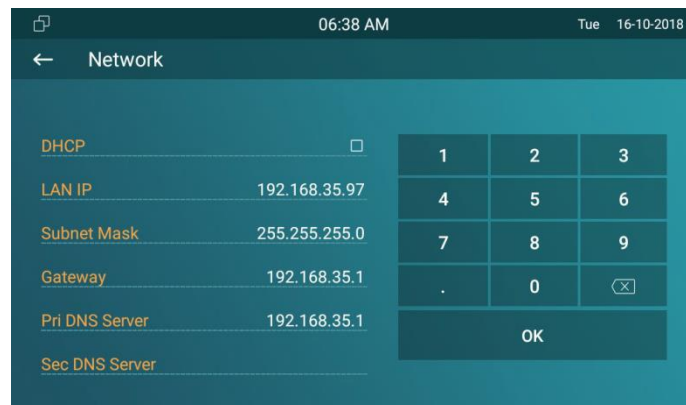 06:38 AM Tue 16-10-2018
Network
DHCP
LAN IP 192.168.35.97
Subnet Mask 255.255.255.0
Gateway 192.168.35.1
Pri DNS Server 192.168.35.1
Sec DNS Server
1 2 3
4 5 6
7 8 9
. 0
OK